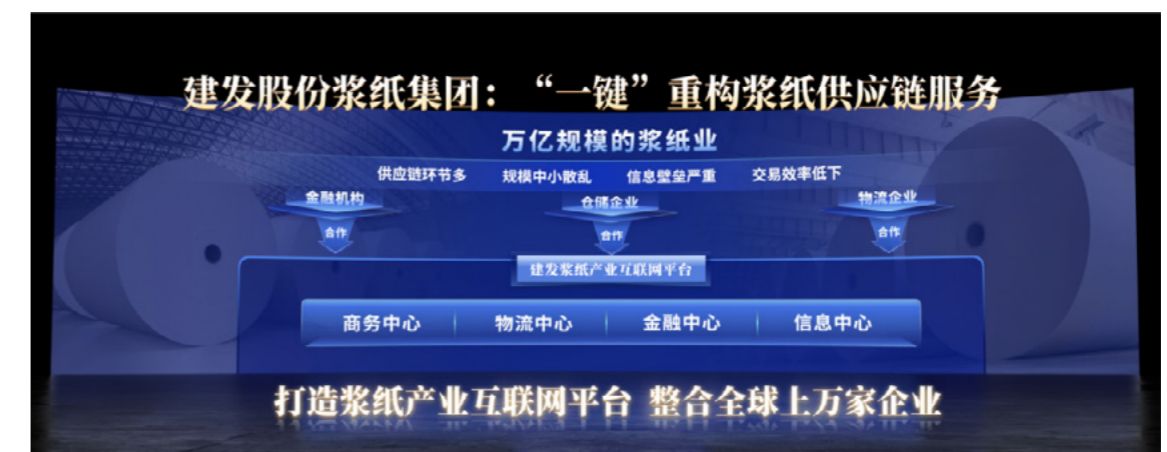 建发股份浆纸集团：“一键”重构浆纸供应链服务
万亿规模的浆纸业
供应链环节多 规模中小散乱 信息壁垒严重 交易效率低下
金融机构 仓储企业 物流企业
合作 合作 合作
建发浆纸产业互联网平台
商务中心 物流中心 金融中心 信息中心
打造浆纸产业互联网平台 整合全球上万家企业